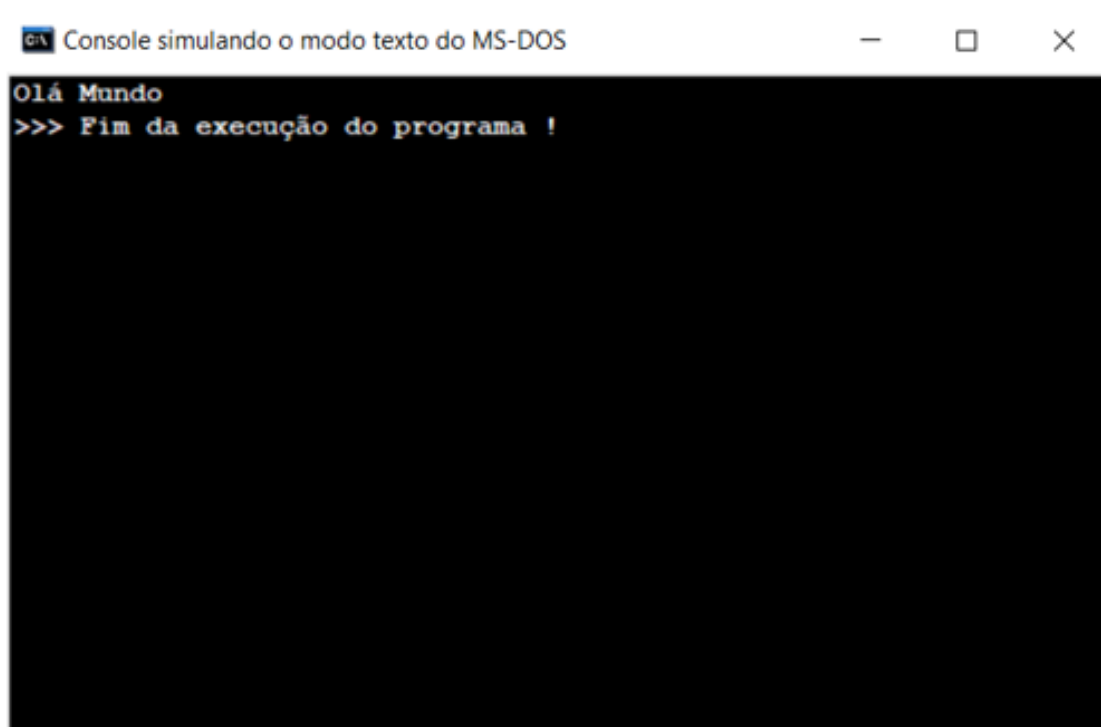 Console simulando o modo texto do MS-DOS
Olá Mundo
>>> Fim da execução do programa !